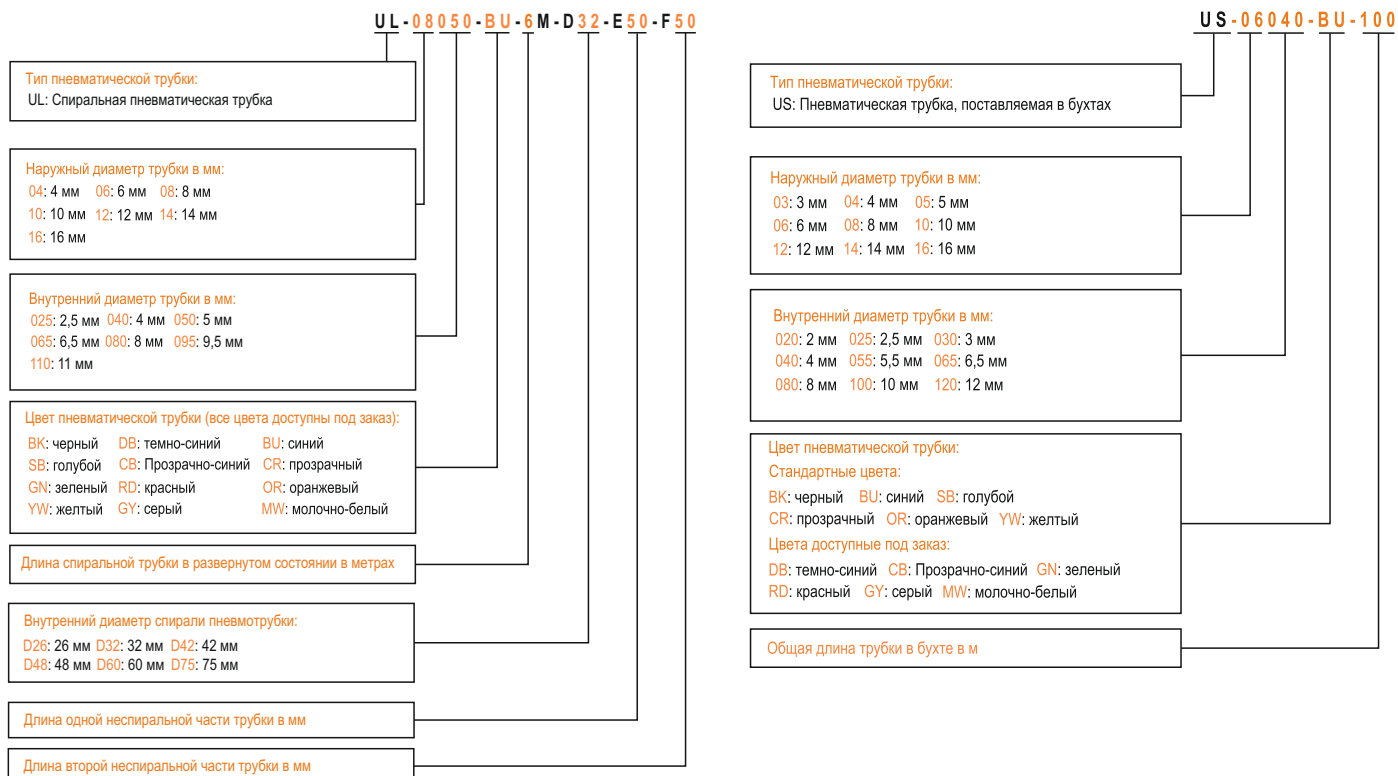 UL-08050-BU-6M-D32-E50-F50
Тип пневматической трубки:
UL: Спиральная пневматическая трубка
Наружный диаметр трубки в мм:
04: 4 мм 06: 6 мм 08: 8 мм
10: 10 мм 12: 12 мм 14: 14 мм
16: 16 мм
Внутренний диаметр трубки в мм:
025: 2,5 мм 040: 4 мм 050: 5 мм
065: 6,5 мм 080: 8 мм 095: 9,5 мм
110: 11 мм
Цвет пневматической трубки (все цвета доступны под заказ):
BK: черный DB: темно-синий BU: синий
SB: голубой CB: Прозрачно-синий CR: прозрачный
GN: зеленый RD: красный OR: оранжевый
YW: желтый GY: серый MW: молочно-белый
Длина спиральной трубки в развернутом состоянии в метрах
Внутренний диаметр спирали пневмотрубки:
D26: 26 мм D32: 32 мм D42: 42 мм
D48: 48 мм D60: 60 мм D75: 75 мм
Длина одной неспиральной части трубки в мм
Длина второй неспиральной части трубки в мм
US-06040-BU-100
Тип пневматической трубки:
US: Пневматическая трубка, поставляемая в бухтах
Наружный диаметр трубки в мм:
03: 3 мм 04: 4 мм 05: 5 мм
06: 6 мм 08: 8 мм 10: 10 мм
12: 12 мм 14: 14 мм 16: 16 мм
Внутренний диаметр трубки в мм:
020: 2 мм 025: 2,5 мм 030: 3 мм
040: 4 мм 055: 5,5 мм 065: 6,5 мм
080: 8 мм 100: 10 мм 120: 12 мм
Цвет пневматической трубки:
Стандартные цвета:
BK: черный BU: синий SB: голубой
CR: прозрачный OR: оранжевый YW: желтый
Цвета доступные под заказ:
DB: темно-синий CB: Прозрачно-синий GN: зеленый
RD: красный GY: серый MW: молочно-белый
Общая длина трубки в бухте в м